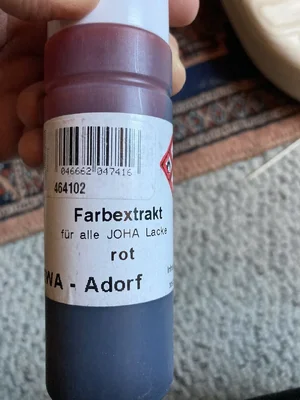 046662 047416
464102
Farbextrakt
für alle JOHA Lacke
rot
WA - Adorf